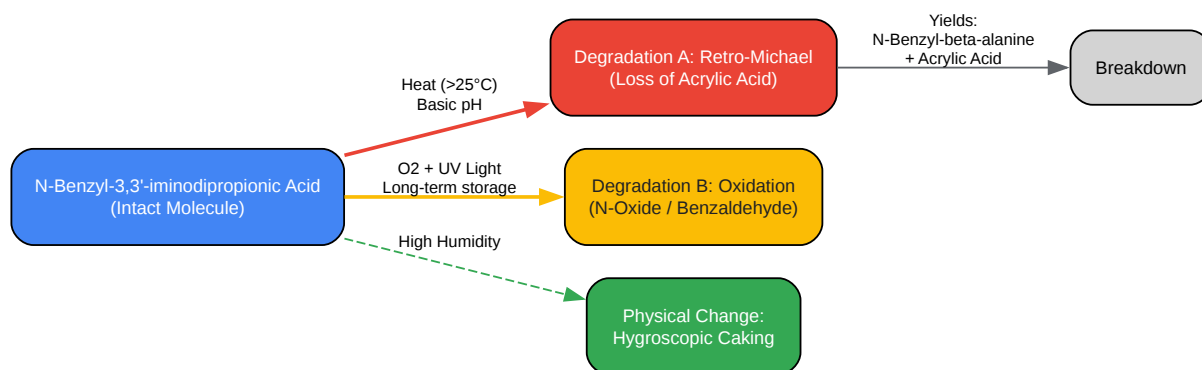 N-Benzyl-3,3'-iminodipropionic Acid
(Intact Molecule)
Heat (>25°C)
Basic pH
Degradation A: Retro-Michael
(Loss of Acrylic Acid)
Yields:
N-Benzyl-beta-alanine
+ Acrylic Acid
Breakdown
O2 + UV Light
Long-term storage
Degradation B: Oxidation
(N-Oxide / Benzaldehyde)
High Humidity
Physical Change:
Hygroscopic Caking